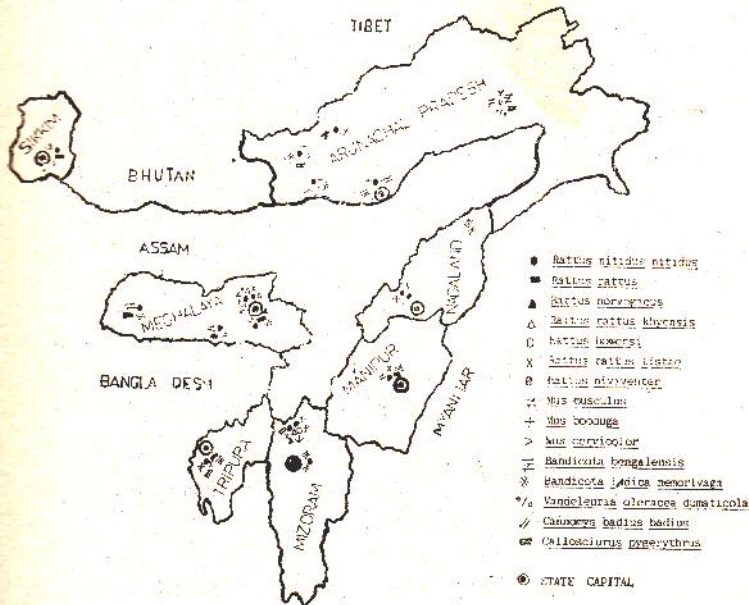 TIBET
SIKKIM
ARUNACHAL PRADESH
BHUTAN
ASSAM
NAGALAND
MEGHALAYA
BANGLA DESH
MANIPUR
MYANMAR
TRIPURA
MIZORAM
Rattus nitidus nitidus
Rattus rattus
Rattus norvegicus
Rattus rattus khyensis
Rattus bowersi
Rattus rattus tistae
Rattus niviventer
Mus musculus
Mus booduga
Mus cervicolor
Bandicota bengalensis
Bandicota indica nemorivaga
Vandeleuria oleracea dumeticola
Cannomys badius badius
Callosciurus pygerythrus
STATE CAPITAL